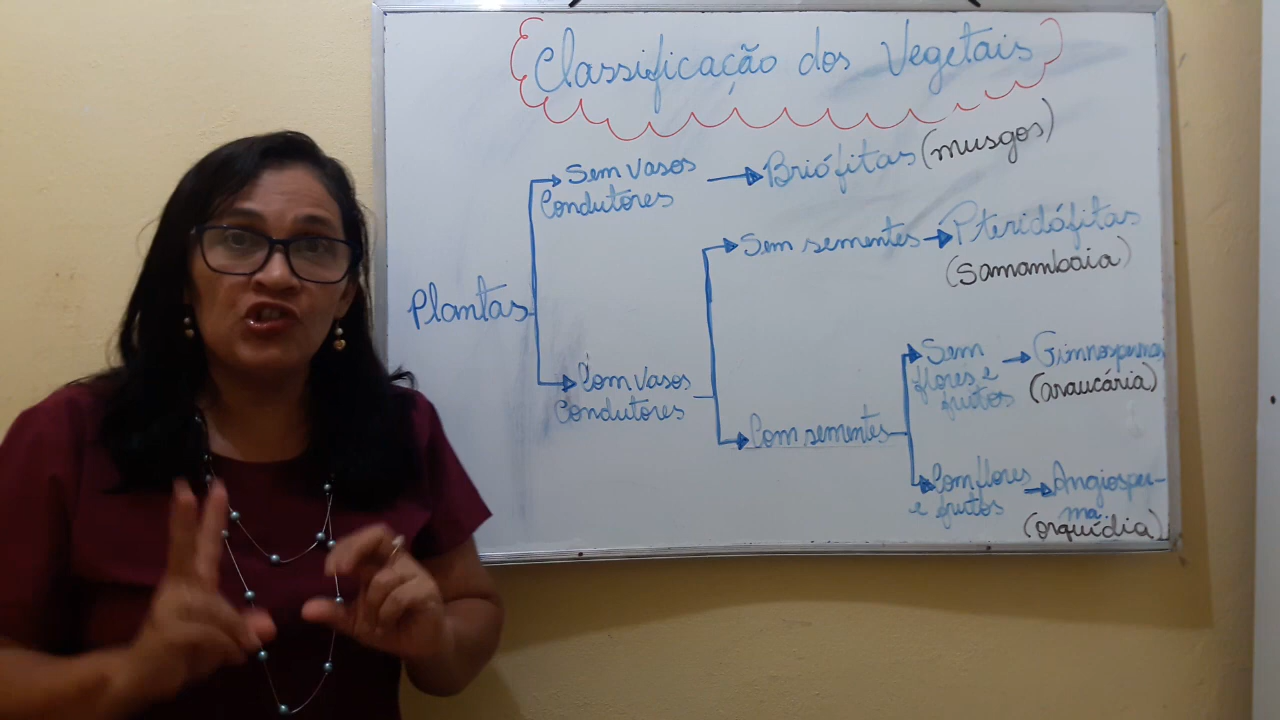 Classificação dos Vegetais
Sem vasos
Condutores
Briófitas (musgos)
Sem sementes
Pteridófitas
(Samambaia)
Plantas
Com vasos
Condutores
Sem
flores e
frutos
Gimnospermas
(araucária)
Com sementes
Com flores
e frutos
Angiosper-
ma
(orquídia)